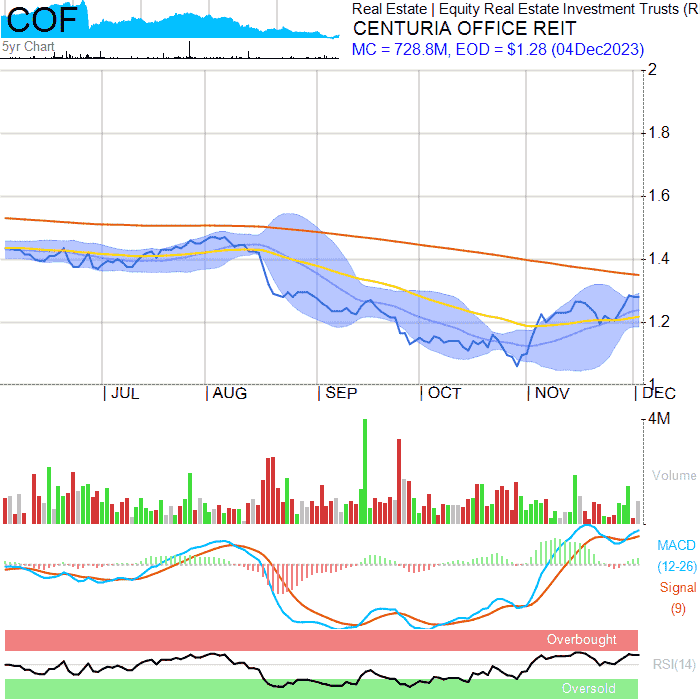 COF
Real Estate | Equity Real Estate Investment Trusts (R
CENTURIA OFFICE REIT
MC = 728.8M, EOD = $1.28 (04Dec2023)
5yr Chart
2
1.8
1.6
1.4
1.2
1
| JUL | AUG | SEP | OCT | NOV | DEC
4M
Volume
MACD
(12-26)
Signal
(9)
Overbought
RSI(14)
Oversold